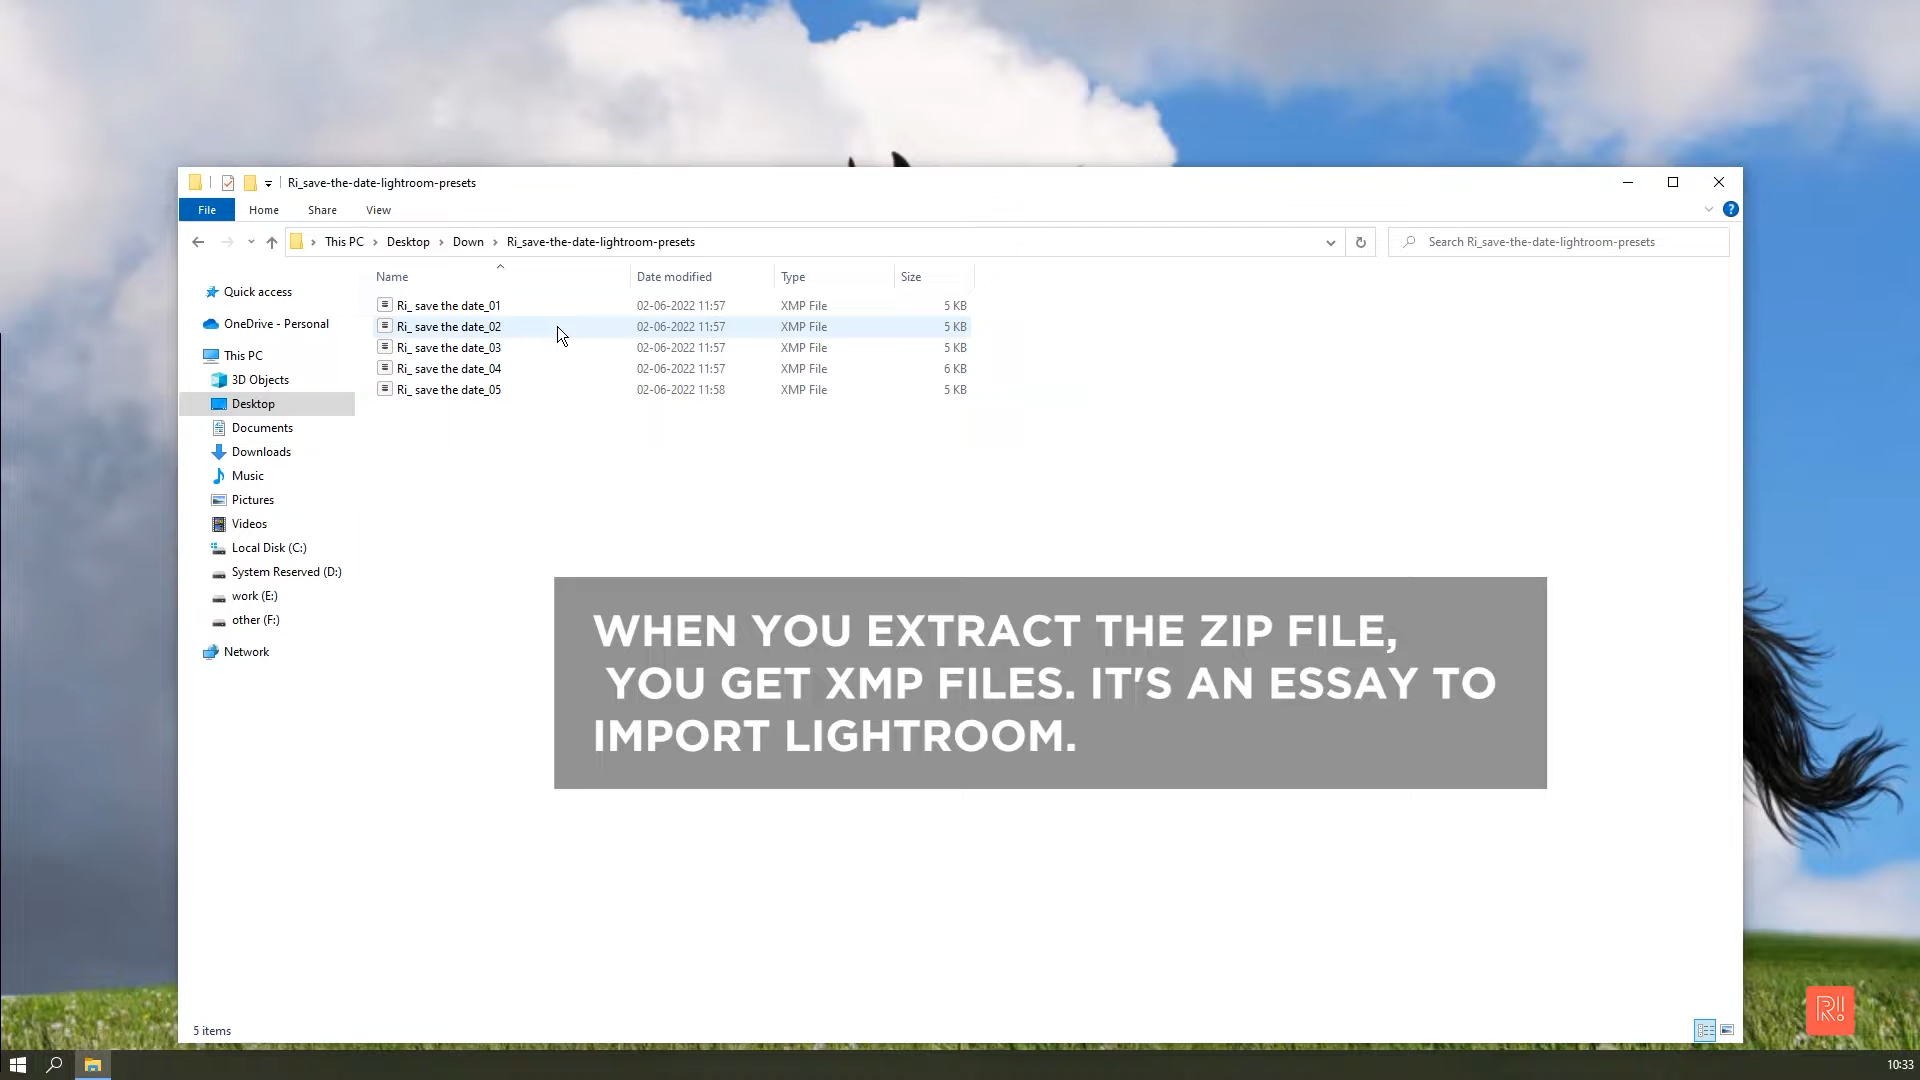 Ri_save-the-date-lightroom-presets
File Home Share View
This PC Desktop Down Ri_save-the-date-lightroom-presets
Search Ri_save-the-date-lightroom-presets
Name Date modified Type Size
Ri_ save the date_01 02-06-2022 11:57 XMP File 5 KB
Ri_ save the date_02 02-06-2022 11:57 XMP File 5 KB
Ri_ save the date_03 02-06-2022 11:57 XMP File 5 KB
Ri_ save the date_04 02-06-2022 11:57 XMP File 6 KB
Ri_ save the date_05 02-06-2022 11:58 XMP File 5 KB
Quick access
OneDrive - Personal
This PC
3D Objects
Desktop
Documents
Downloads
Music
Pictures
Videos
Local Disk (C:)
System Reserved (D:)
work (E:)
other (F:)
Network
WHEN YOU EXTRACT THE ZIP FILE,
YOU GET XMP FILES. IT'S AN ESSAY TO
IMPORT LIGHTROOM.
5 items
R!
10:33